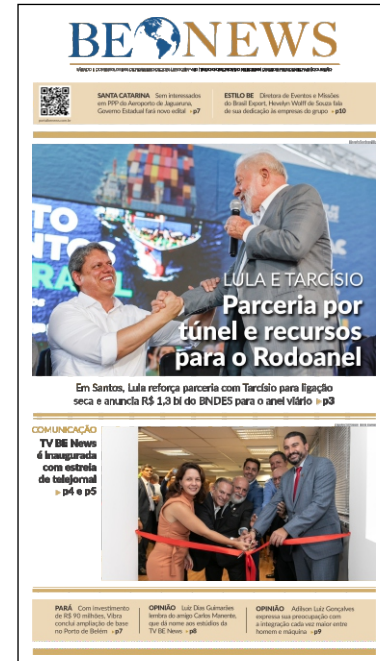 BE NEWS
SANTA CATARINA Sem interessados
em PPP do Aeroporto de Jaguaruna,
Governo Estadual fará novo edital ▸p7
ESTILO BE Diretora de Eventos e Missões
do Brasil Export, Hewelyn Wolff de Souza fala
de sua dedicação às empresas do grupo ▸p10
TO
NTOS
RA IL
LULA E TARCÍSIO
Parceria por
túnel e recursos
para o Rodoanel
Em Santos, Lula reforça parceria com Tarcísio para ligação
seca e anuncia R$ 1,3 bi do BNDES para o anel viário ▸p3
COMUNICAÇÃO
TV BE News
é inaugurada
com estreia
de telejornal
▸p4 e p5
PARÁ Com investimento
de R$ 90 milhões, Vibra
conclui ampliação de base
no Porto de Belém ▸p7
OPINIÃO Luiz Dias Guimarães
lembra do amigo Carlos Manente,
que dá nome aos estúdios da
TV BE News ▸p8
OPINIÃO Adilson Luiz Gonçalves
expressa sua preocupação com
a integração cada vez maior entre
homem e máquina ▸p9